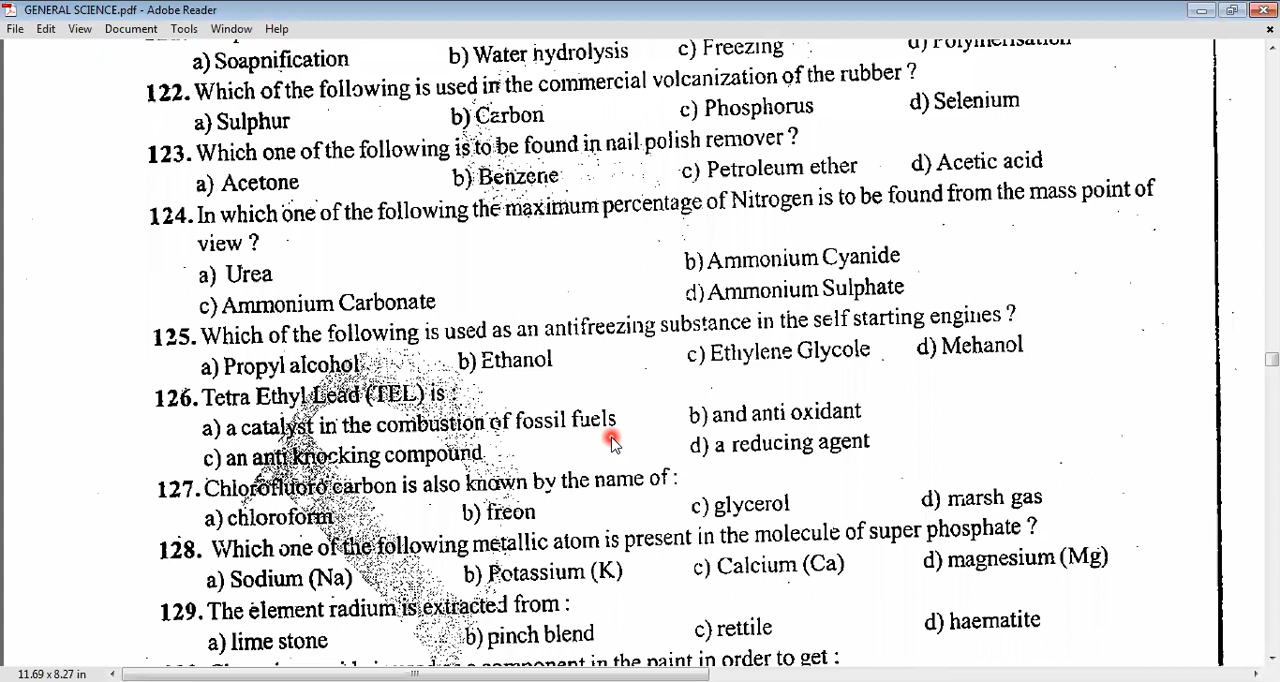 GENERAL SCIENCE.pdf - Adobe Reader
File Edit View Document Tools Window Help
a) Soapnification b) Water hydrolysis c) Freezing d) Polymerisation
122. Which of the following is used in the commercial volcanization of the rubber ?
a) Sulphur b) Carbon c) Phosphorus d) Selenium
123. Which one of the following is to be found in nail polish remover ?
a) Acetone b) Benzene c) Petroleum ether d) Acetic acid
124. In which one of the following the maximum percentage of Nitrogen is to be found from the mass point of
view ?
a) Urea b) Ammonium Cyanide
c) Ammonium Carbonate d) Ammonium Sulphate
125. Which of the following is used as an antifreezing substance in the self starting engines ?
a) Propyl alcohol b) Ethanol c) Ethylene Glycole d) Mehanol
126. Tetra Ethyl Lead (TEL) is :
a) a catalyst in the combustion of fossil fuels b) and anti oxidant
c) an anti knocking compound d) a reducing agent
127. Chlorofluoro carbon is also known by the name of :
a) chloroform b) freon c) glycerol d) marsh gas
128. Which one of the following metallic atom is present in the molecule of super phosphate ?
a) Sodium (Na) b) Potassium (K) c) Calcium (Ca) d) magnesium (Mg)
129. The element radium is extracted from :
a) lime stone b) pinch blend c) rettile d) haematite
component in the paint in order to get :
11.69 x 8.27 in